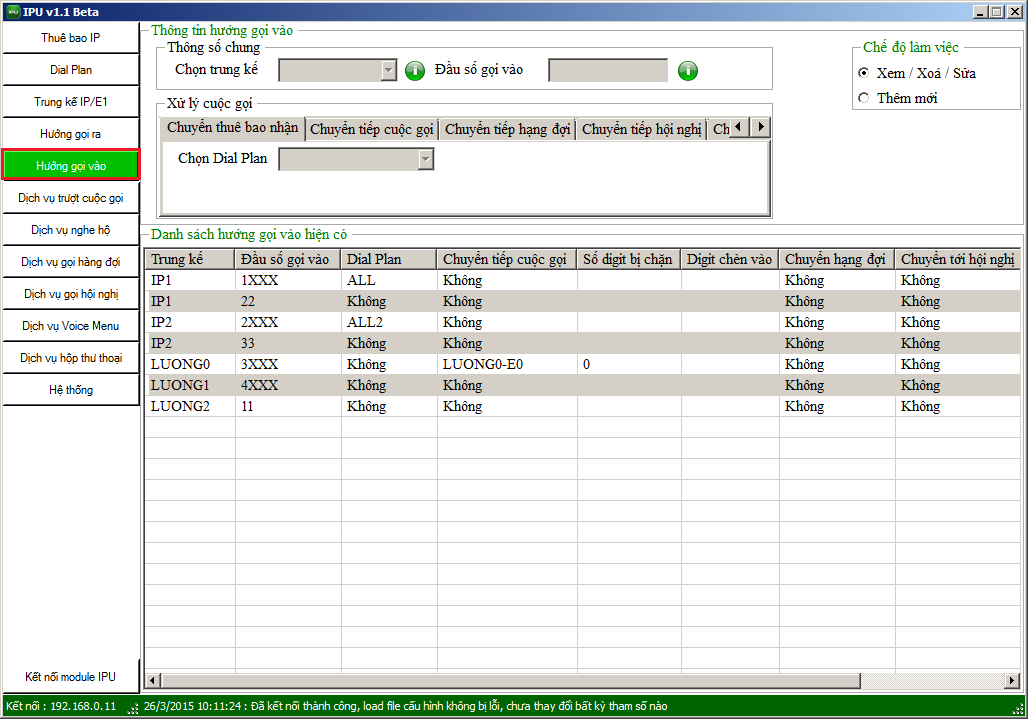 IPU v1.1 Beta
Thuê bao IP
Dial Plan
Trung kế IP/E1
Hướng gọi ra
Hướng gọi vào
Dịch vụ trượt cuộc gọi
Dịch vụ nghe hộ
Dịch vụ gọi hàng đợi
Dịch vụ gọi hội nghị
Dịch vụ Voice Menu
Dịch vụ hộp thư thoại
Hệ thống
Kết nối module IPU
Thông tin hướng gọi vào
Thông số chung
Chọn trung kế
Đầu số gọi vào
Chế độ làm việc
Xem / Xoá / Sửa
Thêm mới
Xử lý cuộc gọi
Chuyển thuê bao nhận Chuyển tiếp cuộc gọi Chuyển tiếp hạng đợi Chuyển tiếp hội nghị Ch
Chọn Dial Plan
Danh sách hướng gọi vào hiện có
Trung kế Đầu số gọi vào Dial Plan Chuyển tiếp cuộc gọi Số digit bị chặn Digit chèn vào Chuyển hạng đợi Chuyển tới hội nghị
IP1 1XXX ALL Không Không Không
IP1 22 Không Không Không Không
IP2 2XXX ALL2 Không Không Không
IP2 33 Không Không Không Không
LUONG0 3XXX Không LUONG0-E0 0 Không Không
LUONG1 4XXX Không Không Không Không
LUONG2 11 Không Không Không Không
Kết nối : 192.168.0.11
26/3/2015 10:11:24 : Đã kết nối thành công, load file cấu hình không bị lỗi, chưa thay đổi bất kỳ tham số nào